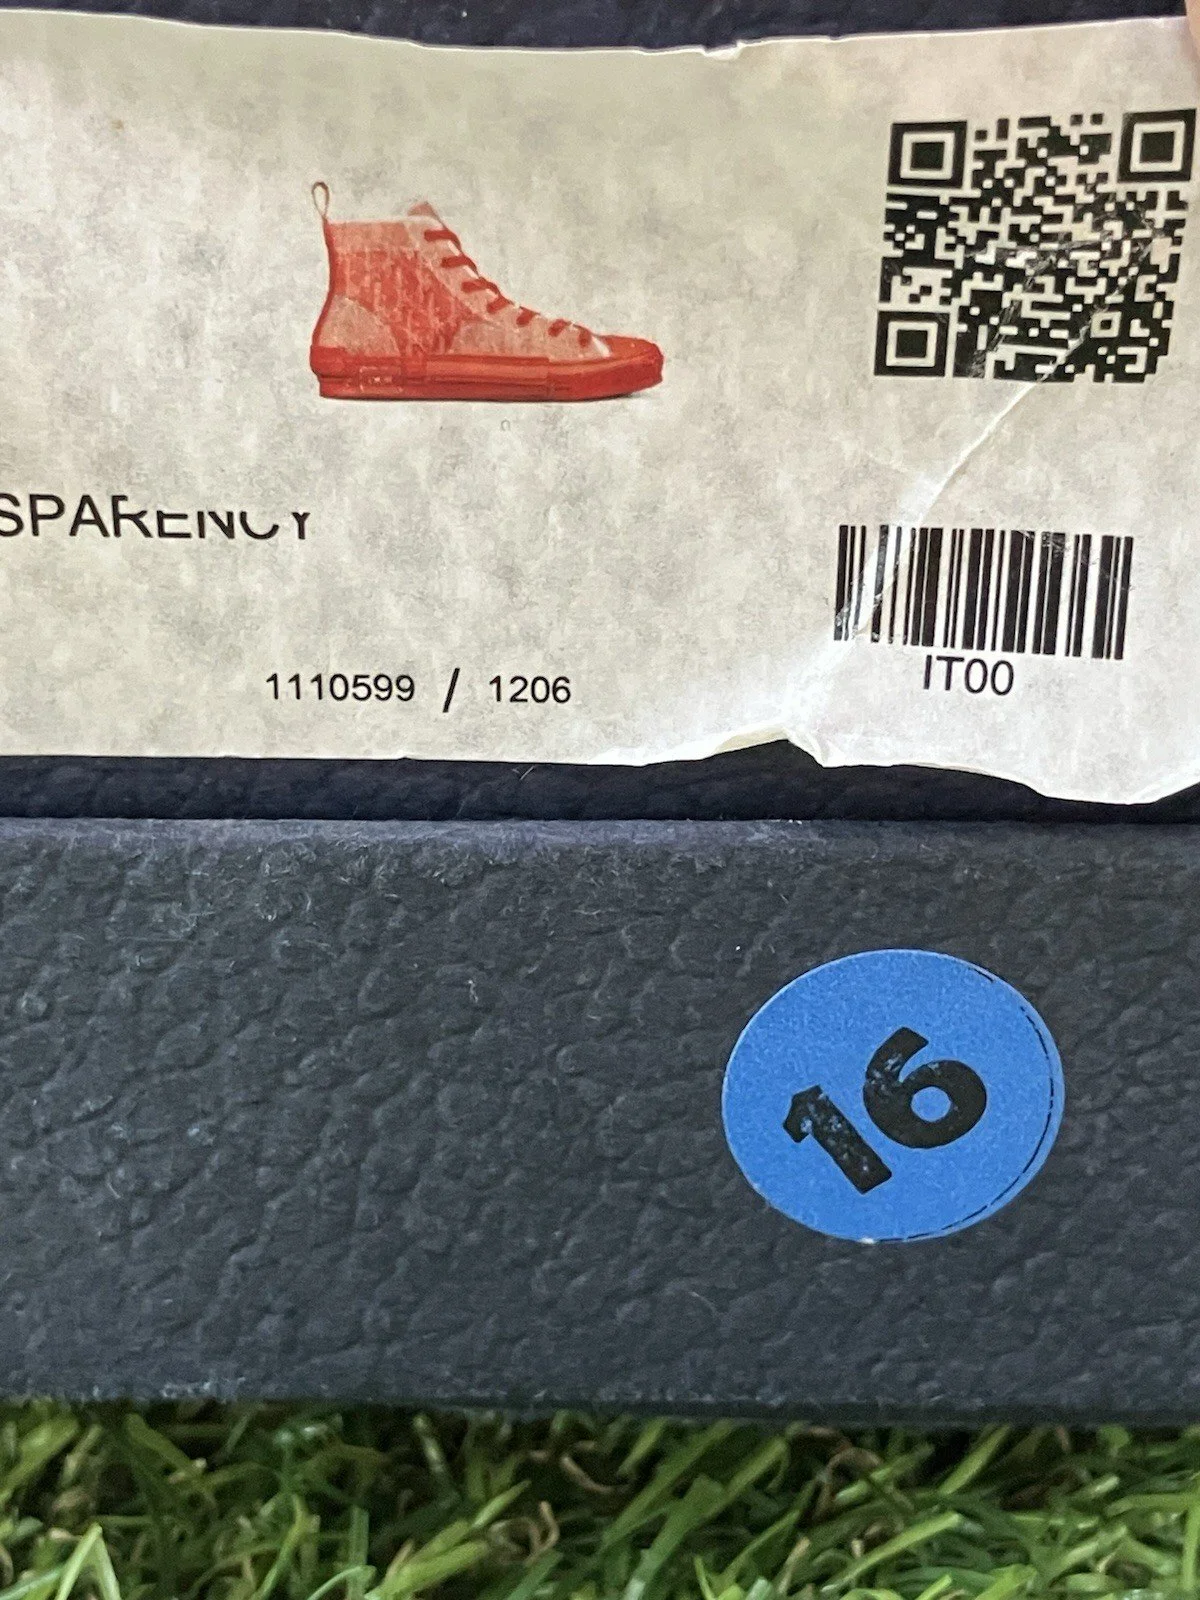 SPARENCY
1110599 / 1206
IT00
16